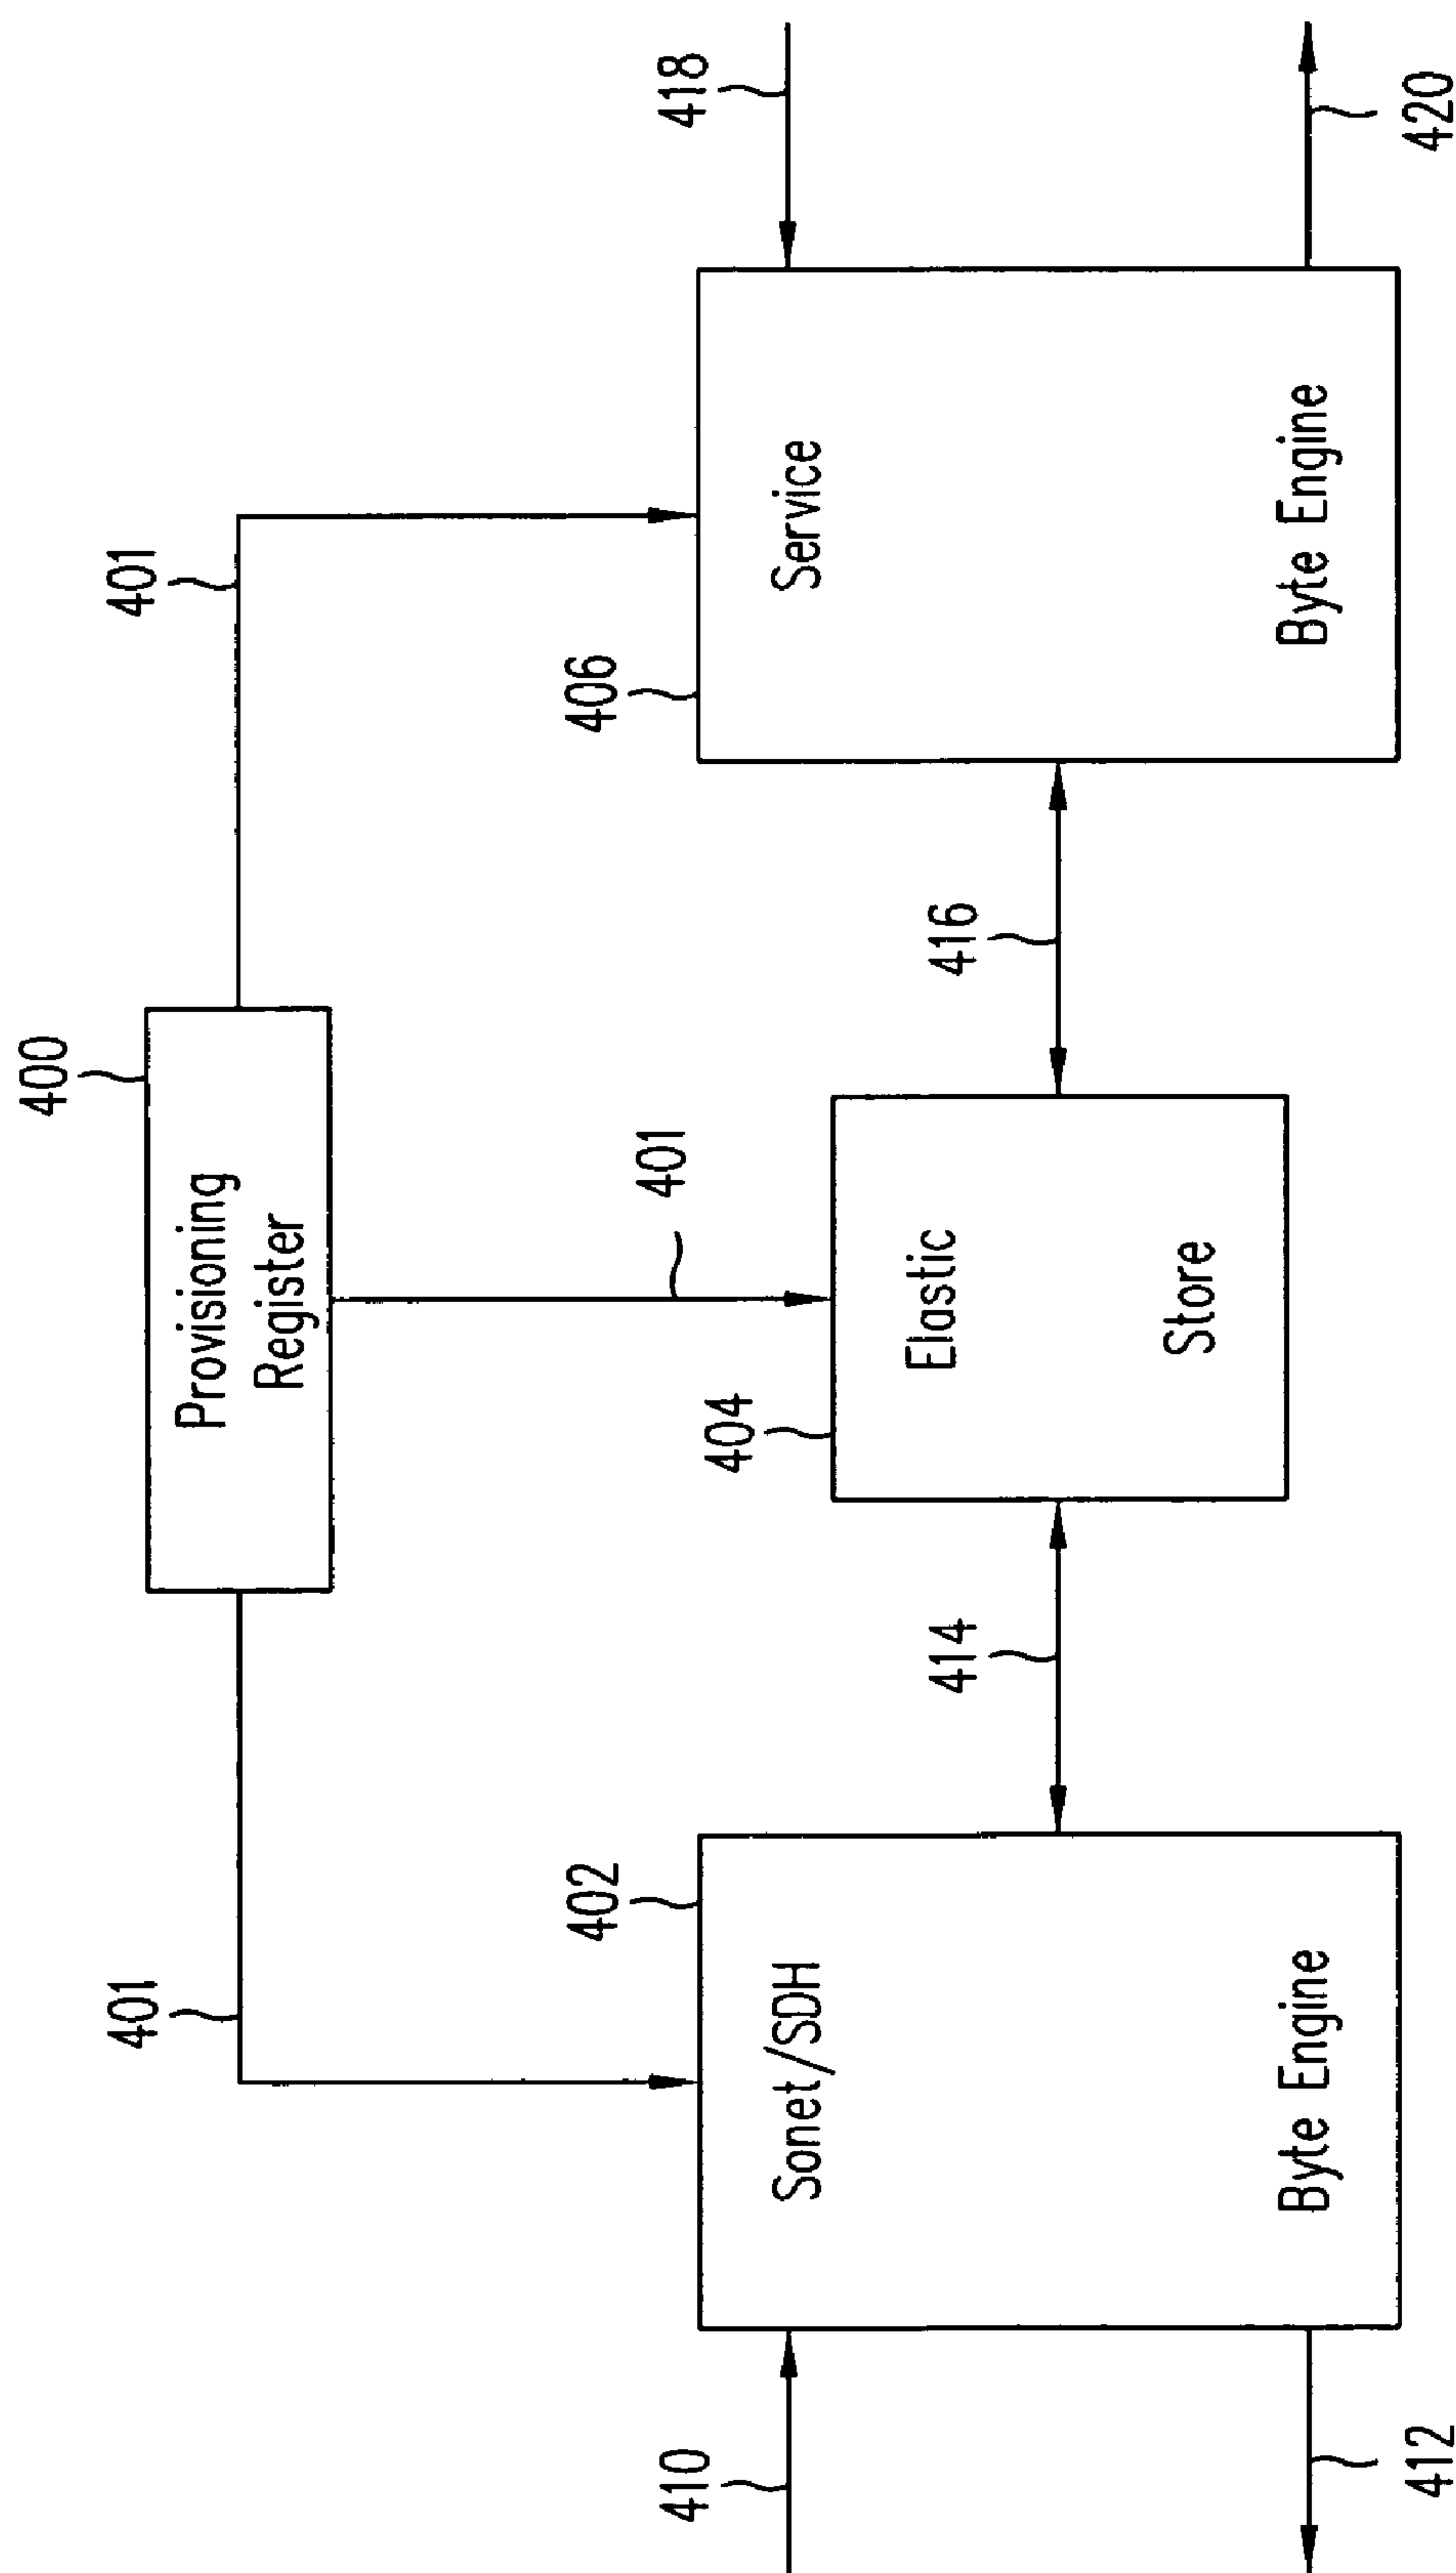 400
Provisioning
Register
401
401
401
402
404
406
Sonet/SDH
Byte Engine
Elastic
Store
Service
Byte Engine
410
414
416
418
412
420